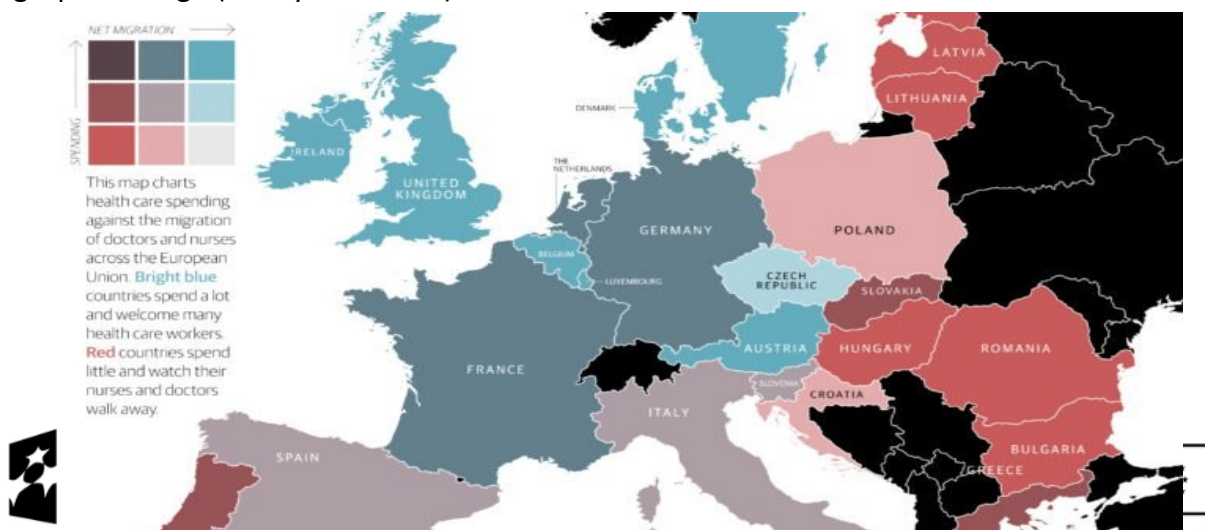 NET MIGRATION
SPENDING
This map charts
health care spending
against the migration
of doctors and nurses
across the European
Union. Bright blue
countries spend a lot
and welcome many
health care workers.
Red countries spend
little and watch their
nurses and doctors
walk away.
LATVIA
LITHUANIA
DENMARK
IRELAND
THE
NETHERLANDS
UNITED
KINGDOM
GERMANY
POLAND
BELGIUM
LUXEMBOURG
CZECH
REPUBLIC
SLOVAKIA
AUSTRIA
HUNGARY
ROMANIA
FRANCE
SLOVENIA
CROATIA
ITALY
SPAIN
BULGARIA
GREECE